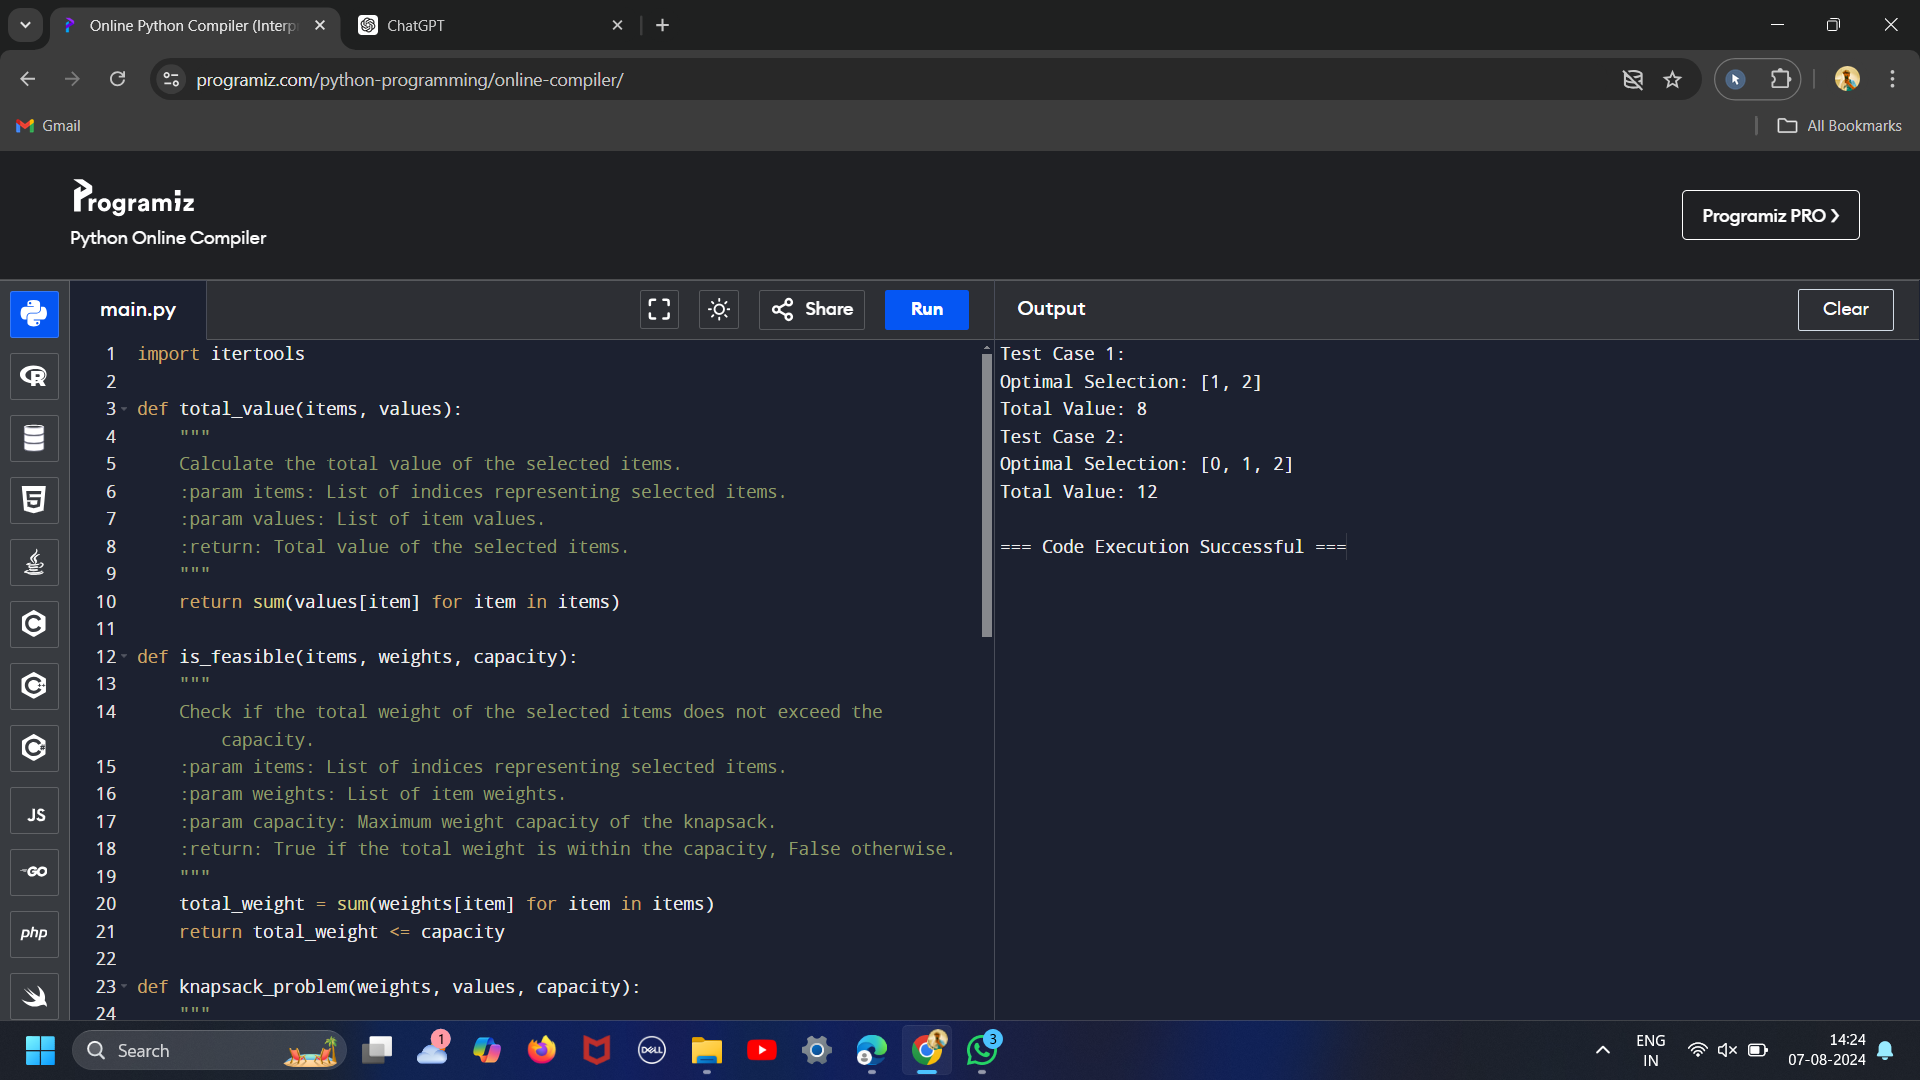 Online Python Compiler (Interp
ChatGPT
programiz.com/python-programming/online-compiler/
Gmail
All Bookmarks
Programiz
Python Online Compiler
Programiz PRO ❯
main.py
Share
Run
Output
Clear
1 import itertools
2
3 def total_value(items, values):
4 """
5 Calculate the total value of the selected items.
6 :param items: List of indices representing selected items.
7 :param values: List of item values.
8 :return: Total value of the selected items.
9 """
10 return sum(values[item] for item in items)
11
12 def is_feasible(items, weights, capacity):
13 """
14 Check if the total weight of the selected items does not exceed the
capacity.
15 :param items: List of indices representing selected items.
16 :param weights: List of item weights.
17 :param capacity: Maximum weight capacity of the knapsack.
18 :return: True if the total weight is within the capacity, False otherwise.
19 """
20 total_weight = sum(weights[item] for item in items)
21 return total_weight <= capacity
22
23 def knapsack_problem(weights, values, capacity):
24 """
Test Case 1:
Optimal Selection: [1, 2]
Total Value: 8
Test Case 2:
Optimal Selection: [0, 1, 2]
Total Value: 12
=== Code Execution Successful ===
R
5
C
C++
C#
JS
GO
php
Search
1
DELL
3
ENG
IN
14:24
07-08-2024